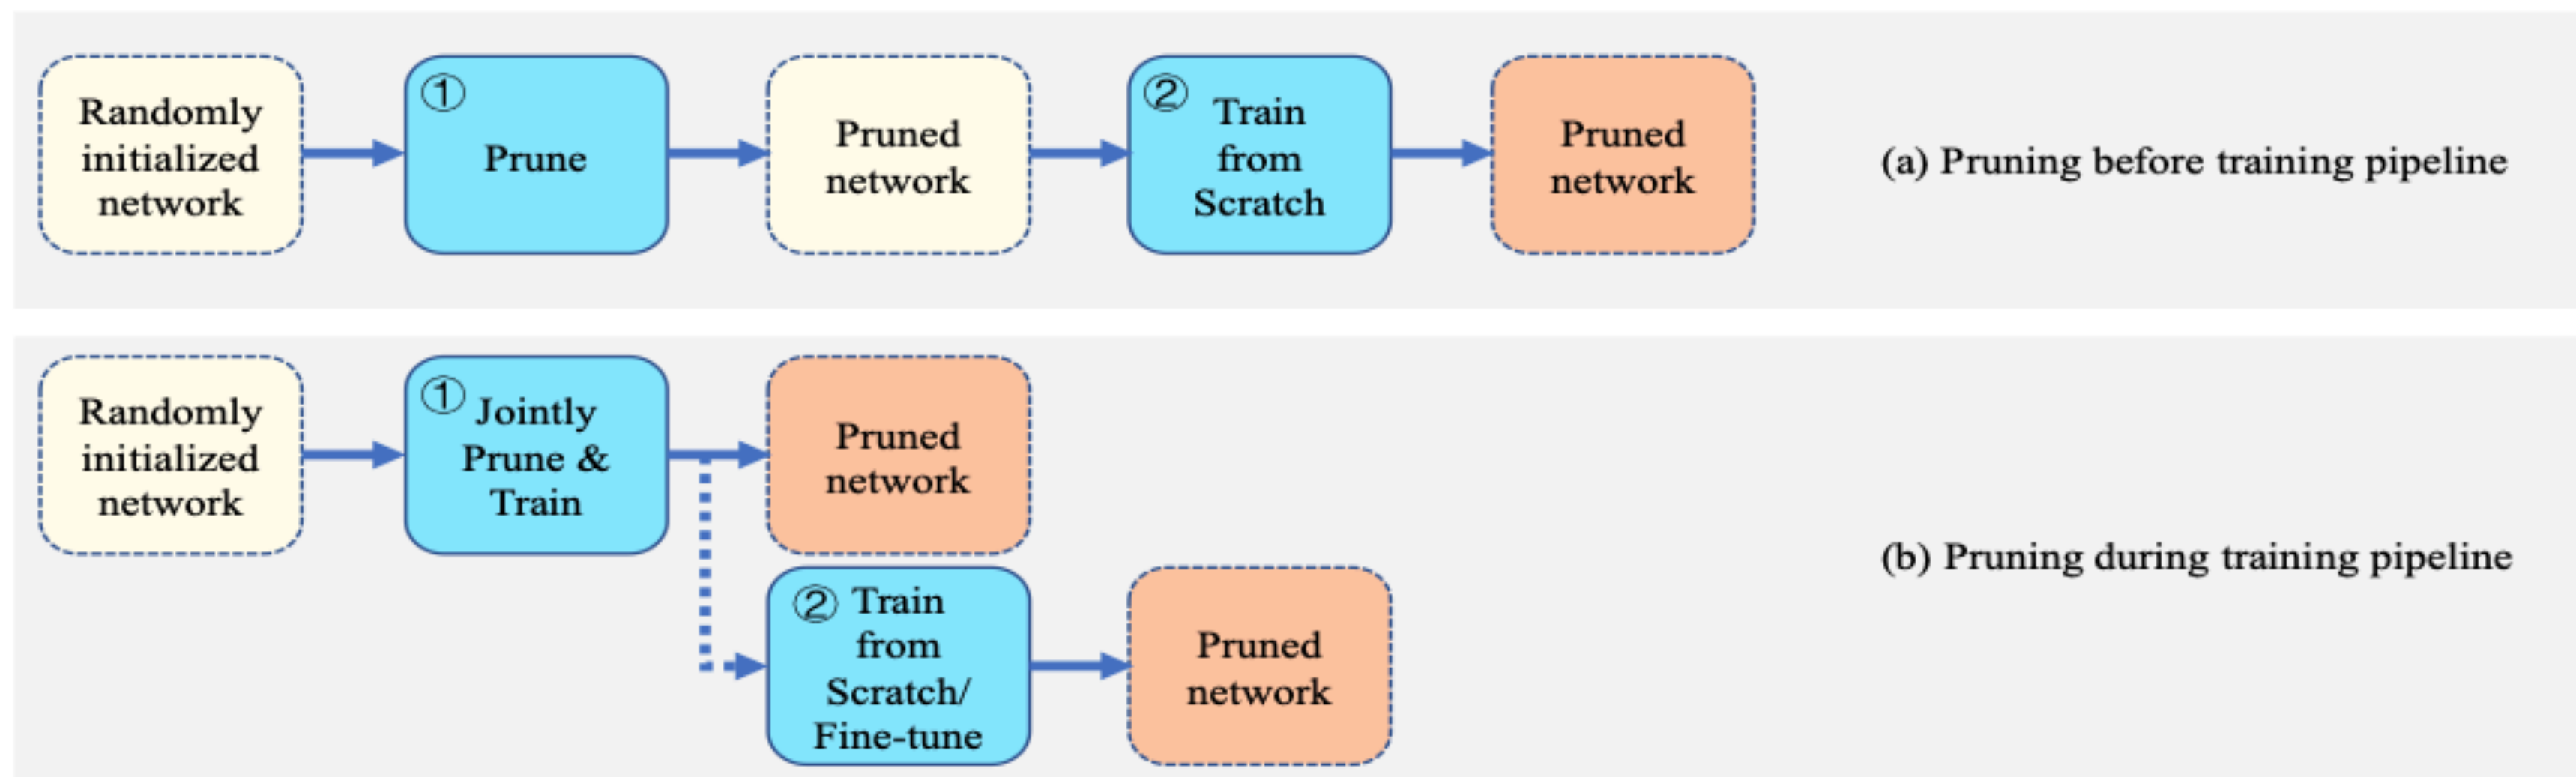 Randomly
initialized
network
①
Prune
Pruned
network
② Train
from
Scratch
Pruned
network
(a) Pruning before training pipeline
Randomly
initialized
network
① Jointly
Prune &
Train
Pruned
network
② Train
from
Scratch/
Fine-tune
Pruned
network
(b) Pruning during training pipeline